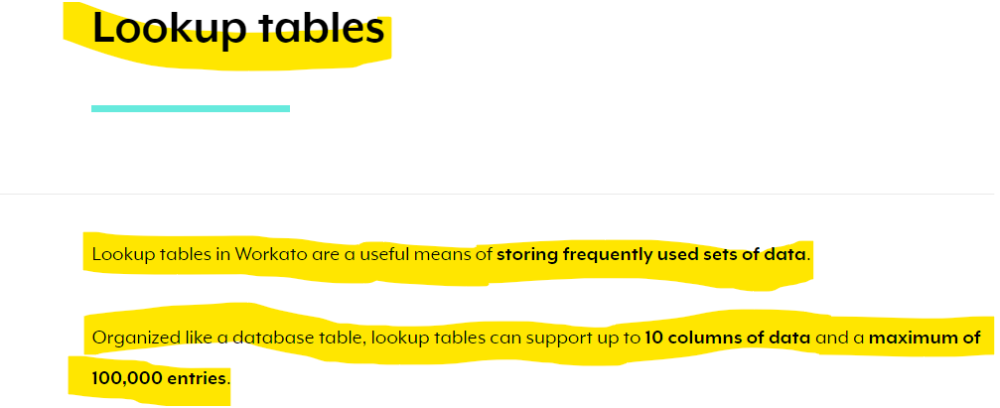 Lookup tables
Lookup tables in Workato are a useful means of storing frequently used sets of data.
Organized like a database table, lookup tables can support up to 10 columns of data and a maximum of
100,000 entries.